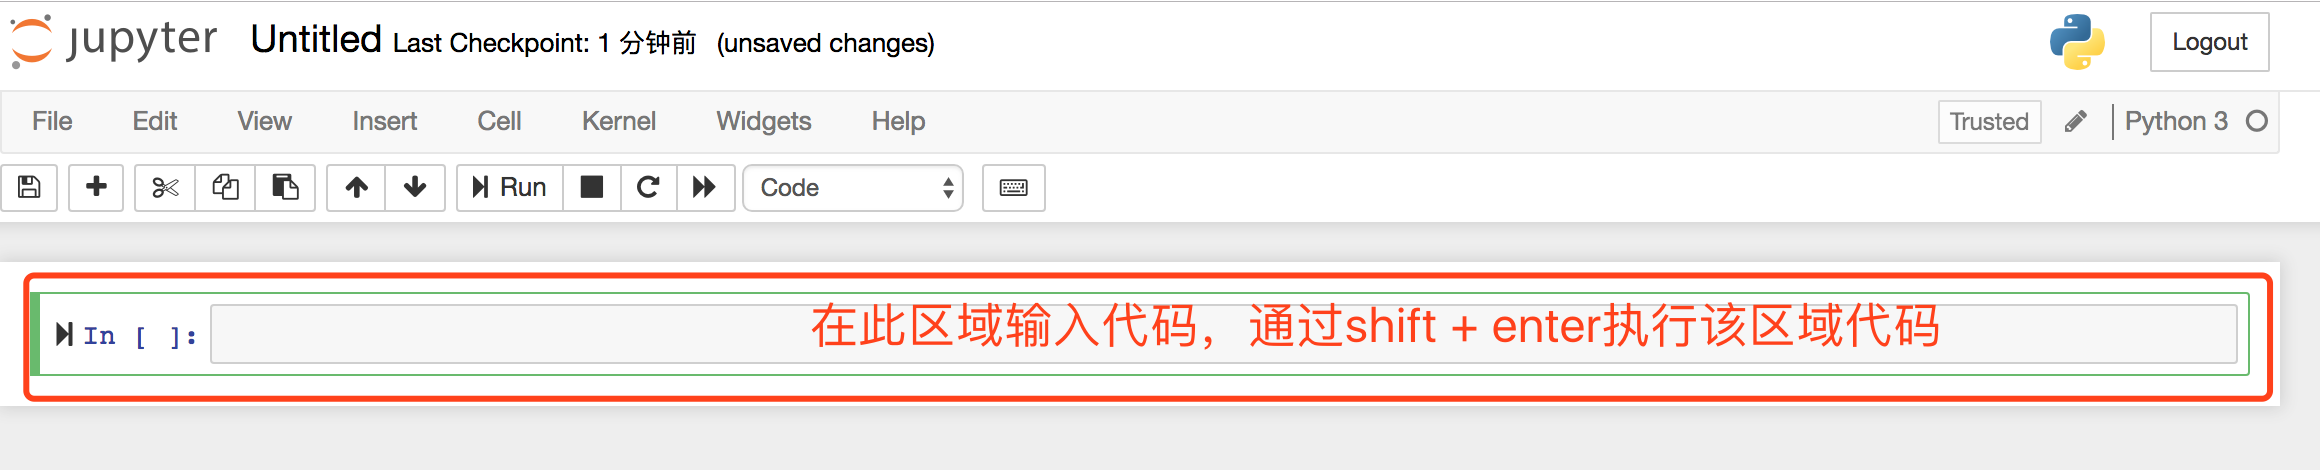 jupyter Untitled Last Checkpoint: 1 分钟前 (unsaved changes) Logout
File Edit View Insert Cell Kernel Widgets Help Trusted Python 3
Run Code
In [ ]: 在此区域输入代码，通过shift + enter执行该区域代码